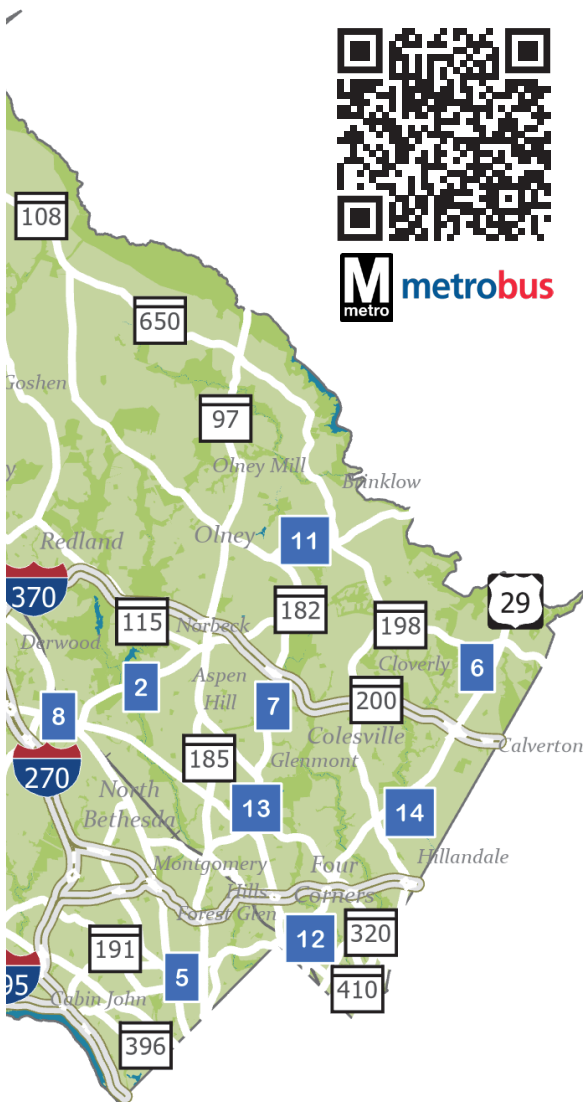 108
M
metro
metrobus
650
Goshen
97
Olney Mill
Brinklow
Olney
11
Redland
370
29
115
182
198
Norbeck
Derwood
Cloverly
6
2
Aspen
Hill
8
7
200
Colesville
Calverton
185
Glenmont
270
North
Bethesda
13
14
Montgomery
Hills
Four
Corners
Hillandale
Forest Glen
320
12
191
5
95
410
Cabin John
396